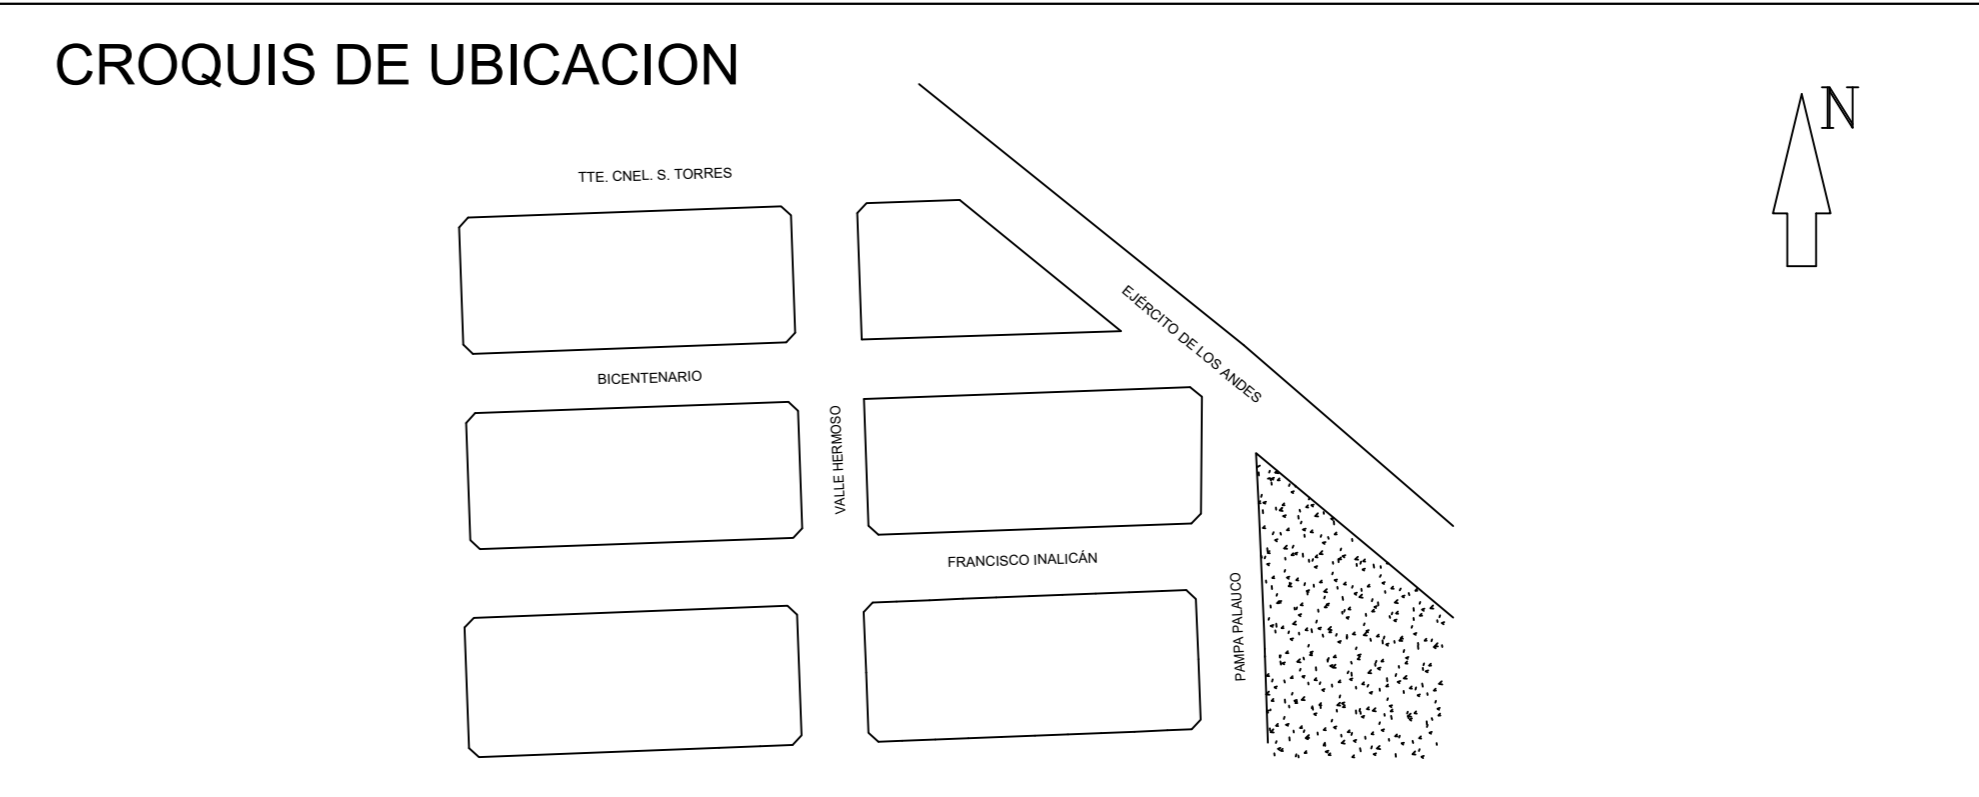 CROQUIS DE UBICACION
N
TTE. CNEL. S. TORRES
EJÉRCITO DE LOS ANDES
BICENTENARIO
VALLE HERMOSO
FRANCISCO INALICÁN
PAMPA PALAUCO